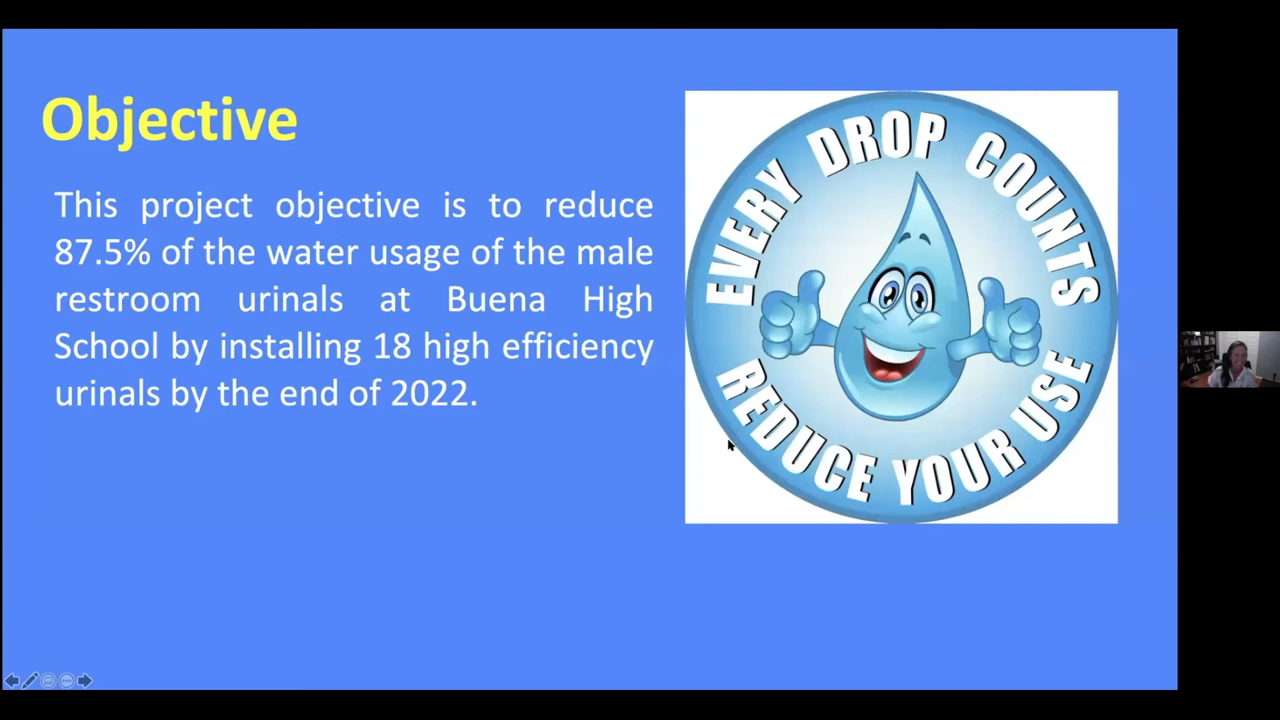 Objective
This project objective is to reduce
87.5% of the water usage of the male
restroom urinals at Buena High
School by installing 18 high efficiency
urinals by the end of 2022.
EVERY DROP COUNTS
REDUCE YOUR USE